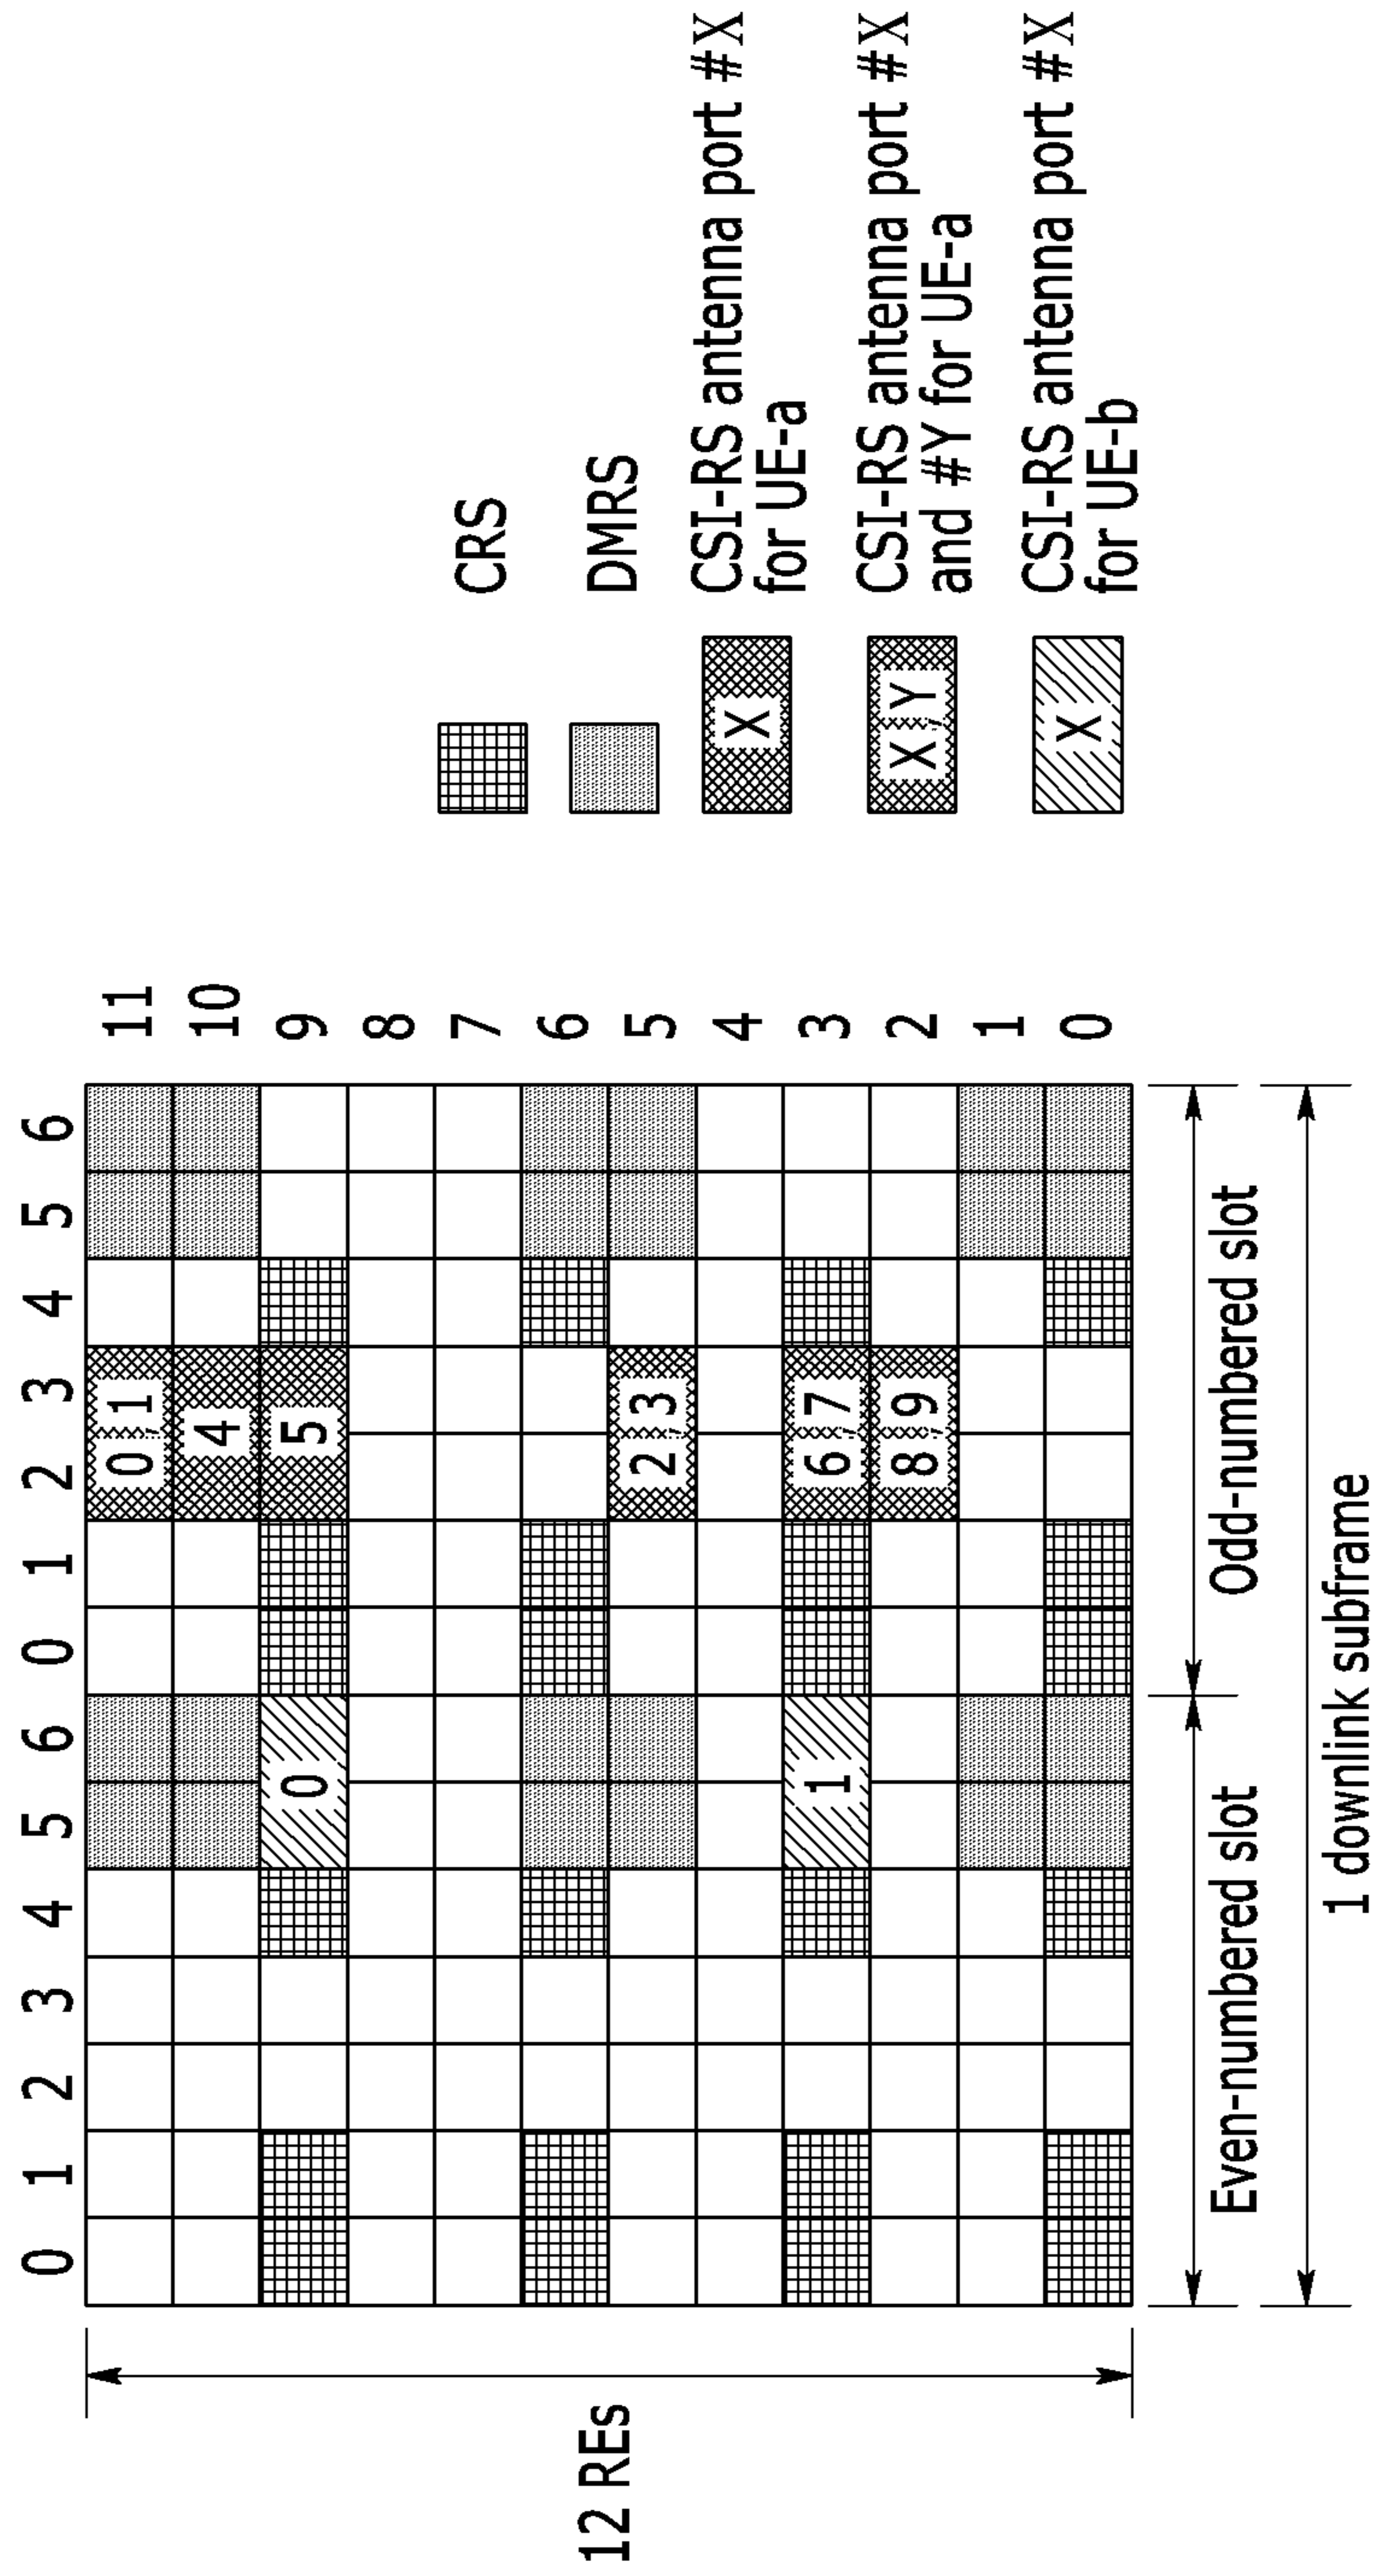 0 1 2 3 4 5 6 0 1 2 3 4 5 6
0,1 11
4 10
0 5 9
8
7
12 REs
6
2,3 5
4
1 6,7 3
8,9 2
1
0
Even-numbered slot Odd-numbered slot
1 downlink subframe
CRS
DMRS
X CSI-RS antenna port #X
for UE-a
X,Y CSI-RS antenna port #X
and #Y for UE-a
X CSI-RS antenna port #X
for UE-b